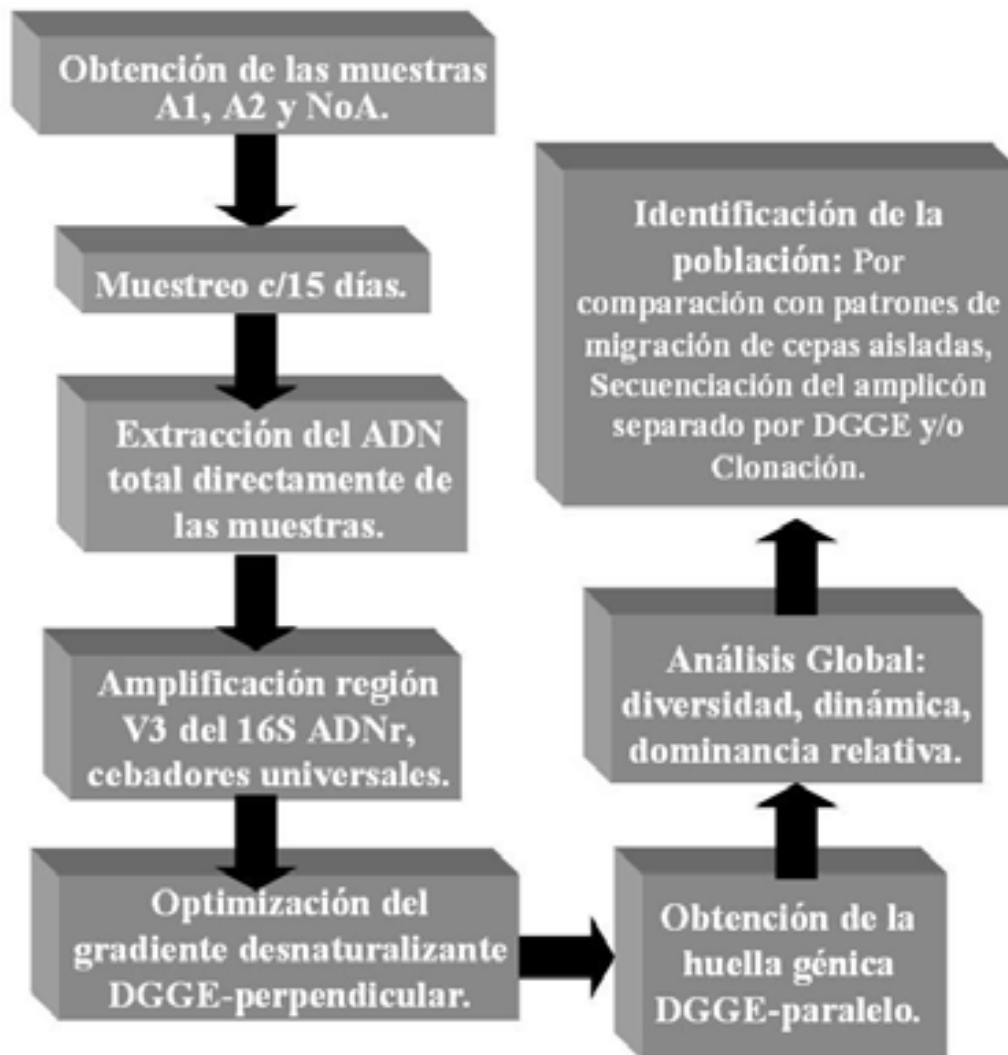 Obtención de las muestras
A1, A2 y NoA.
Muestreo c/15 días.
Extracción del ADN
total directamente de
las muestras.
Amplificación región
V3 del 16S ADNr,
cebadores universales.
Optimización del
gradiente desnaturalizante
DGGE-perpendicular.
Obtención de la
huella génica
DGGE-paralelo.
Análisis Global:
diversidad, dinámica,
dominancia relativa.
Identificación de la
población: Por
comparación con patrones de
migración de cepas aisladas,
Secuenciación del amplicón
separado por DGGE y/o
Clonación.